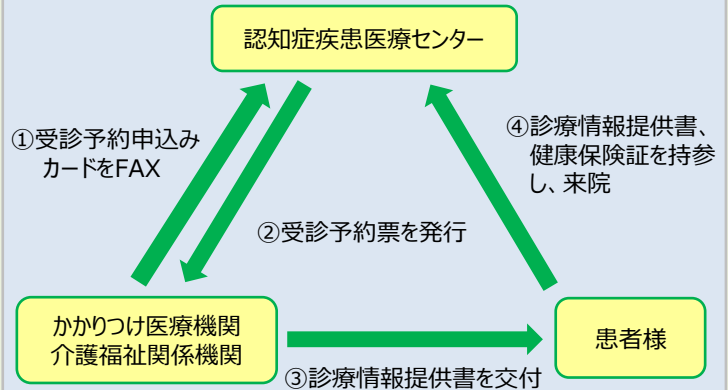 認知症疾患医療センター
①受診予約申込み
カードをFAX
④診療情報提供書、
健康保険証を持参
し、来院
②受診予約票を発行
かかりつけ医療機関
介護福祉関係機関
患者様
③診療情報提供書を交付